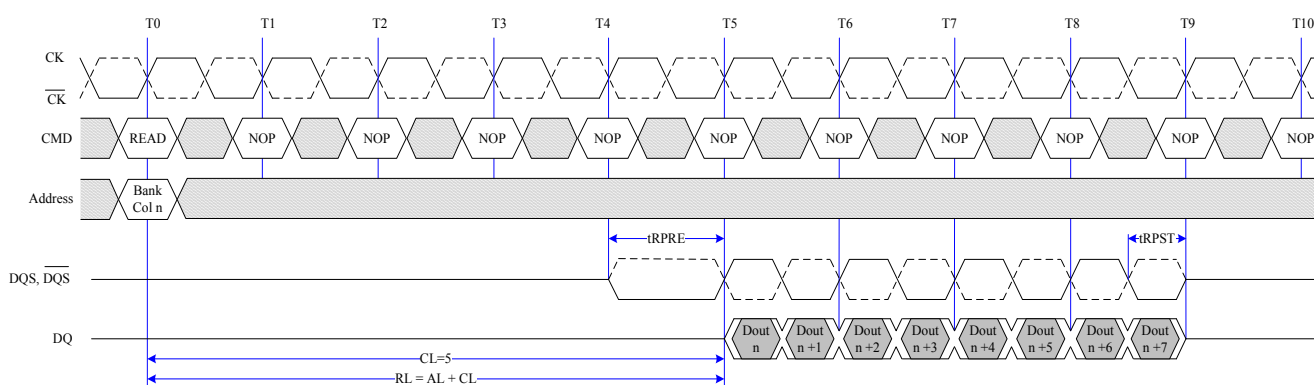 T0 T1 T2 T3 T4 T5 T6 T7 T8 T9 T10
CK
CK
CMD READ NOP NOP NOP NOP NOP NOP NOP NOP NOP NOP
Address Bank
Col n
tRPRE tRPST
DQS, DQS
DQ Dout Dout Dout Dout Dout Dout Dout Dout
n n +1 n +2 n +3 n +4 n +5 n +6 n +7
CL=5
RL = AL + CL